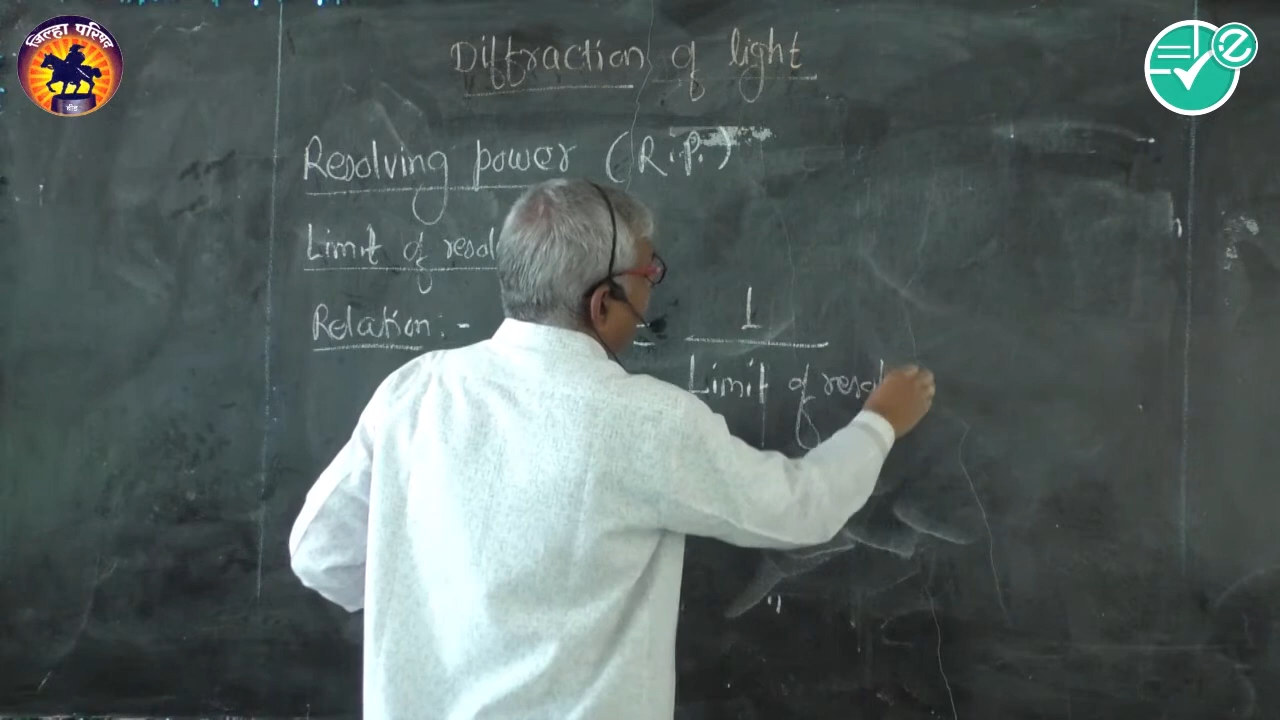 जिल्हा परिषद
बीड
Diffraction of light
Resolving power (R.P.)
Limit of resol
Relation:- = 1
Limit of resol